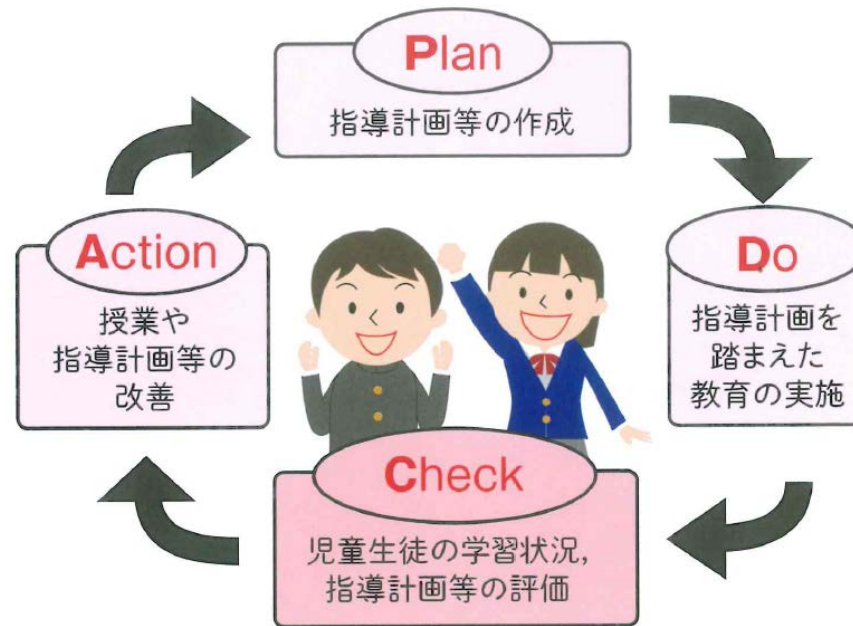 Plan
指導計画等の作成
Do
指導計画を
踏まえた
教育の実施
Check
児童生徒の学習状況,
指導計画等の評価
Action
授業や
指導計画等の
改善